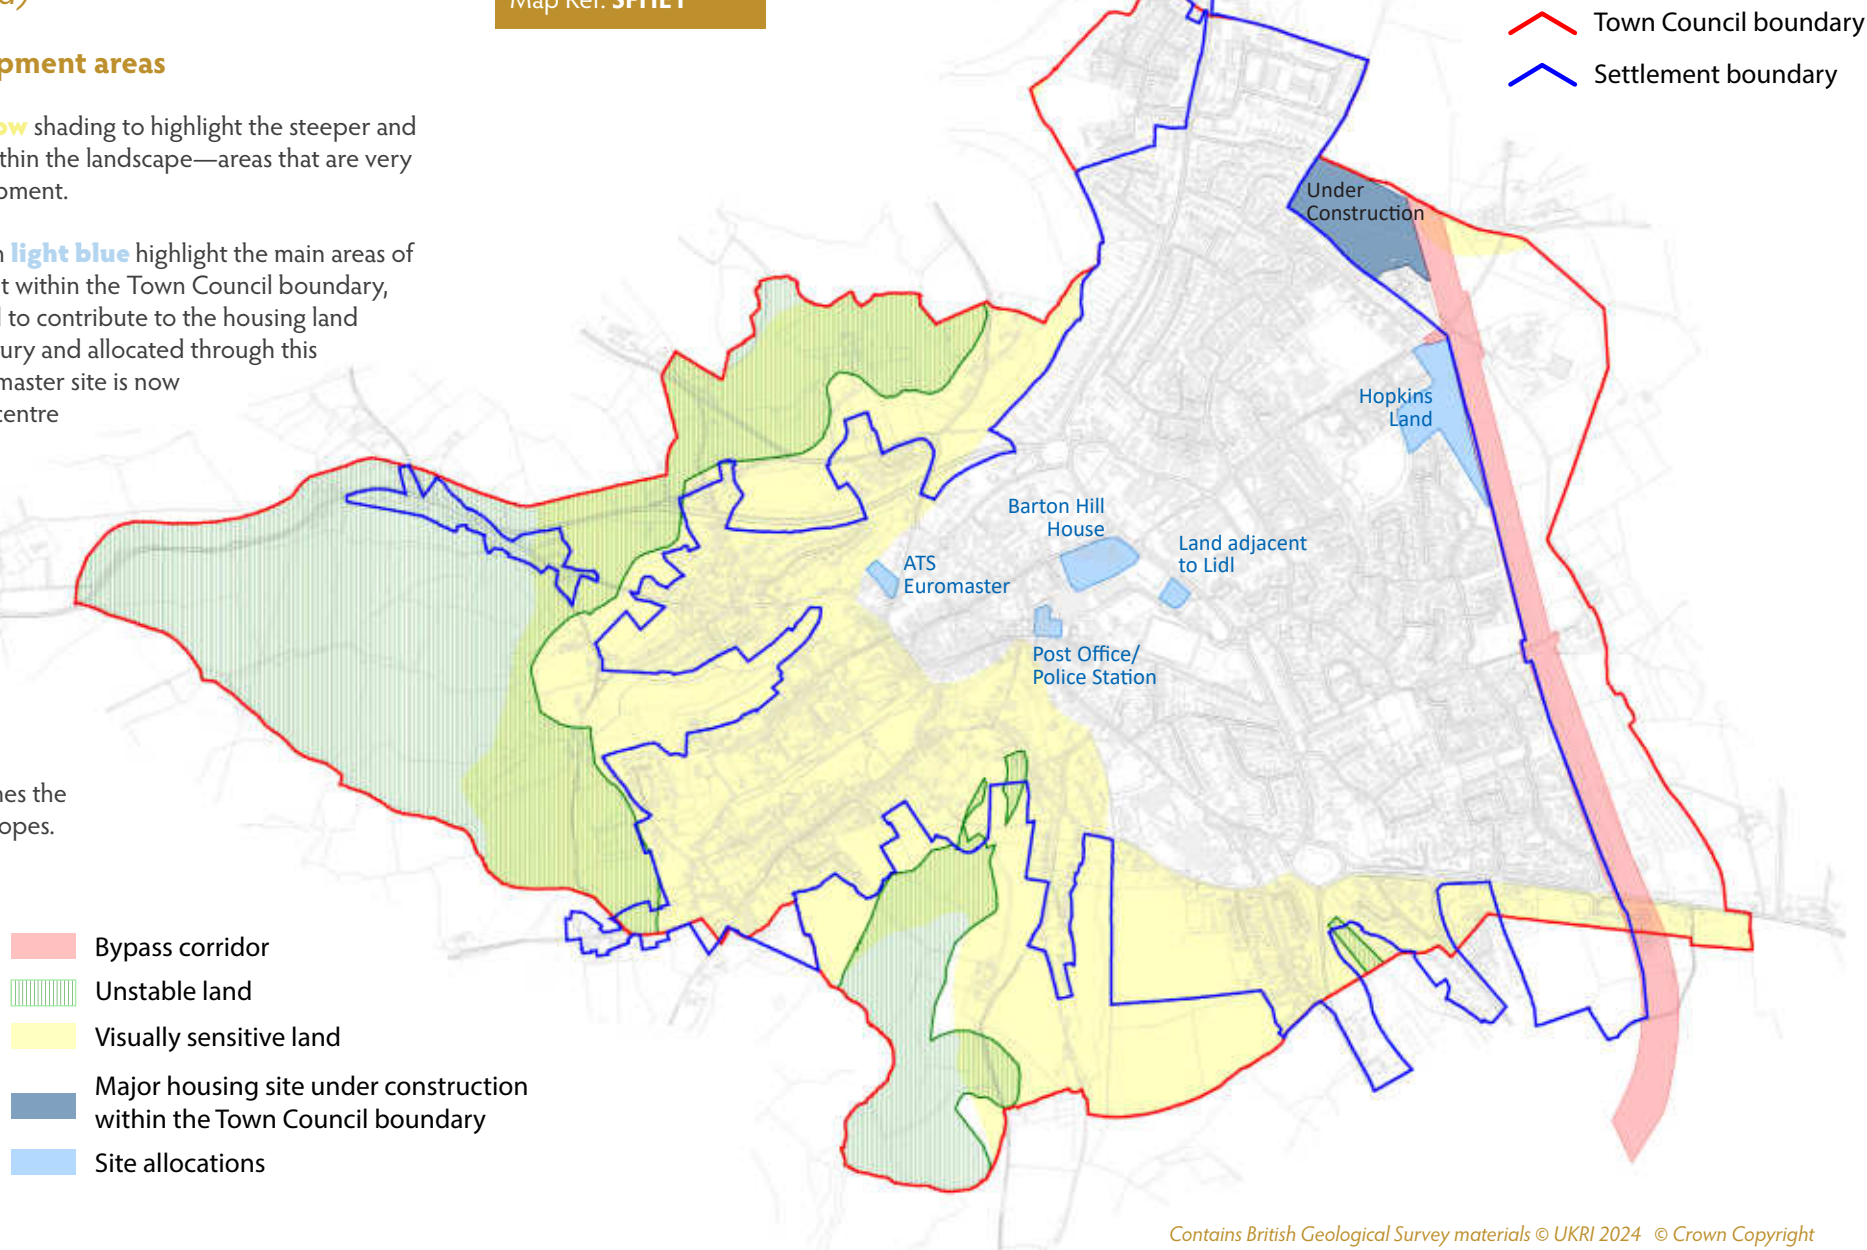 Map Ref:
pment areas
ow shading to highlight the steeper and
thin the landscape—areas that are very
pment.
light blue highlight the main areas of
t within the Town Council boundary,
to contribute to the housing land
ury and allocated through this
master site is now
centre
nes the
opes.
Town Council boundary
Settlement boundary
Under
Construction
Hopkins
Land
Barton Hill
House
Land adjacent
to Lidl
ATS
Euromaster
Post Office/
Police Station
Bypass corridor
Unstable land
Visually sensitive land
Major housing site under construction
within the Town Council boundary
Site allocations
Contains British Geological Survey materials © UKRI 2024 © Crown Copyright